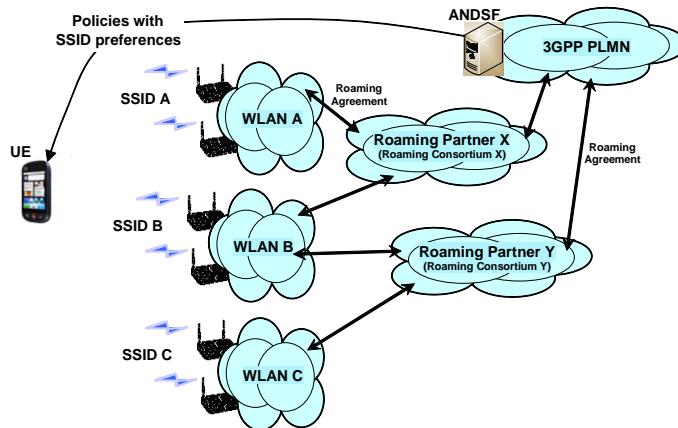 Policies with
SSID preferences
ANDSF
3GPP PLMN
SSID A
WLAN A
Roaming
Agreement
Roaming Partner X
(Roaming Consortium X)
Roaming
Agreement
UE
SSID B
WLAN B
Roaming Partner Y
(Roaming Consortium Y)
SSID C
WLAN C